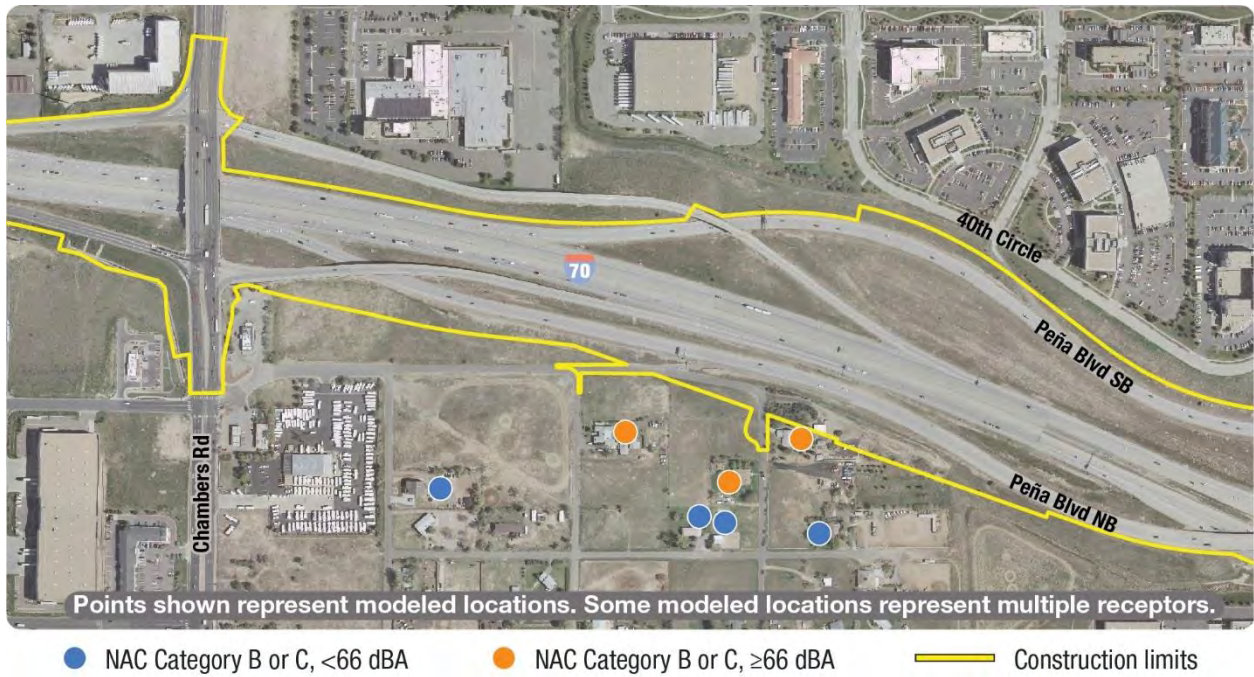 40th Circle
70
Peña Blvd SB
Chambers Rd
Peña Blvd NB
Points shown represent modeled locations. Some modeled locations represent multiple receptors.
NAC Category B or C, <66 dBA
NAC Category B or C, ≥66 dBA
Construction limits